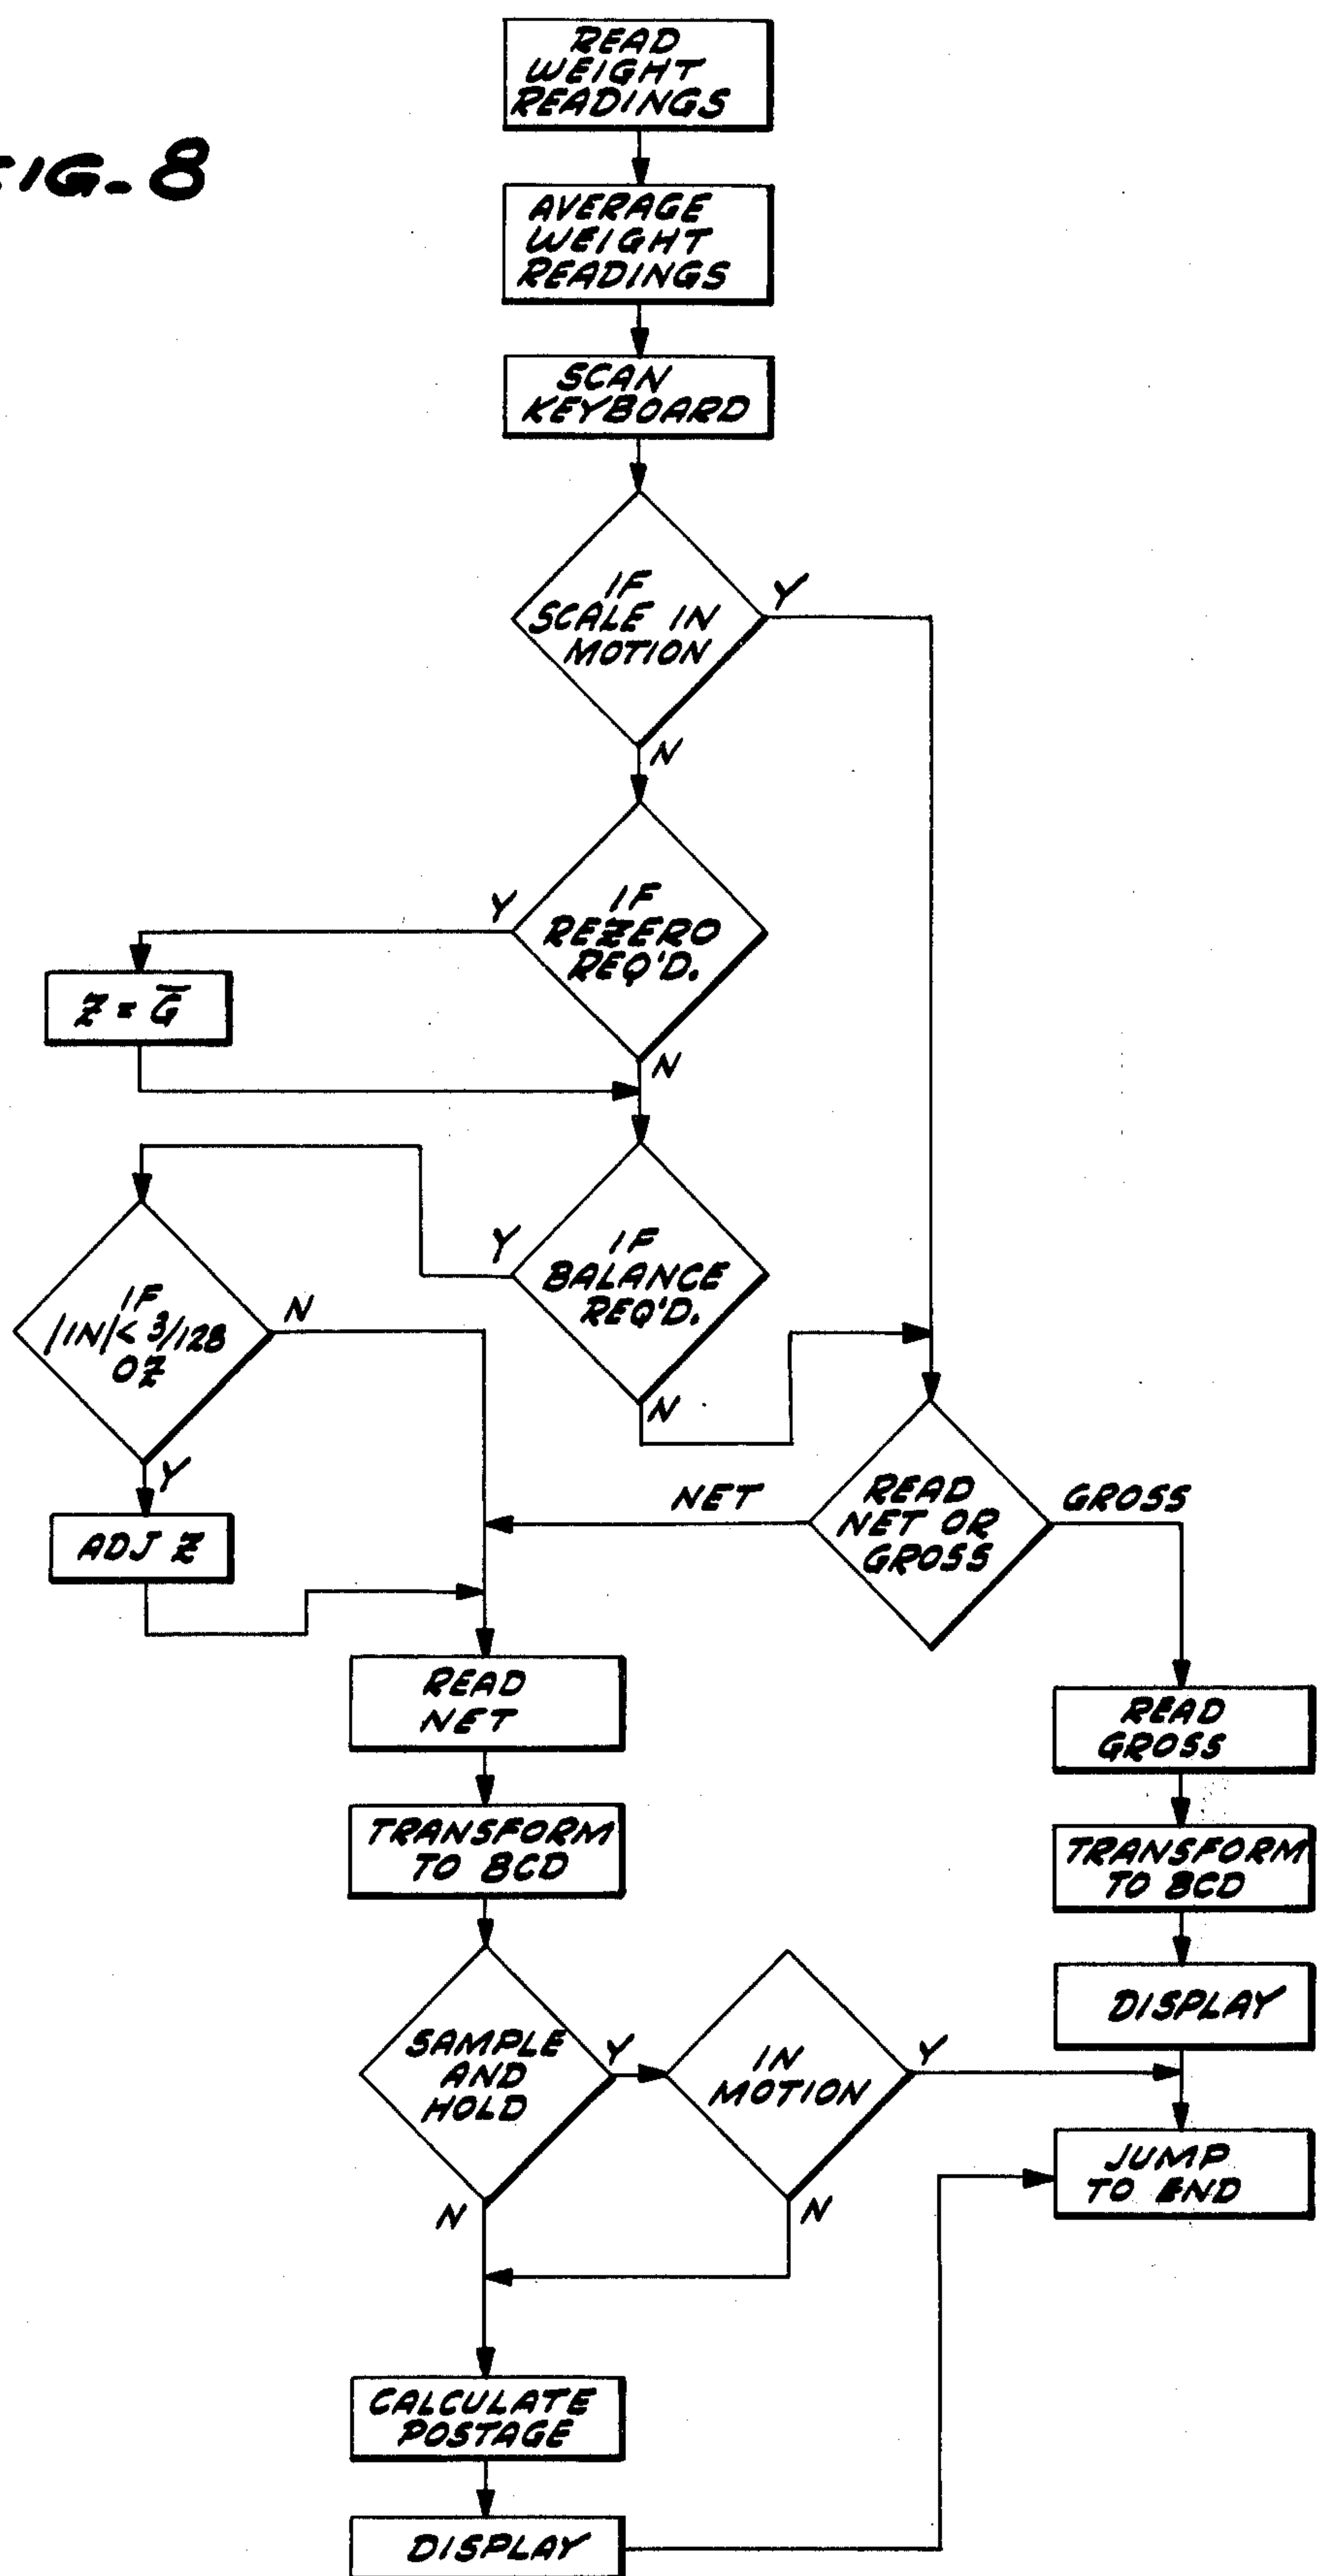 FIG. 8
READ
WEIGHT
READINGS
AVERAGE
WEIGHT
READINGS
SCAN
KEYBOARD
IF
SCALE IN
MOTION
Y
N
IF
REZERO
REQ'D.
Y
N
Z = G̅
IF
BALANCE
REQ'D.
Y
N
IF
|IN| < 3/128
OZ
N
Y
ADJ Z
READ
NET OR
GROSS
NET
GROSS
READ
NET
TRANSFORM
TO BCD
READ
GROSS
TRANSFORM
TO BCD
DISPLAY
SAMPLE
AND
HOLD
Y
N
IN
MOTION
Y
N
JUMP
TO END
CALCULATE
POSTAGE
DISPLAY